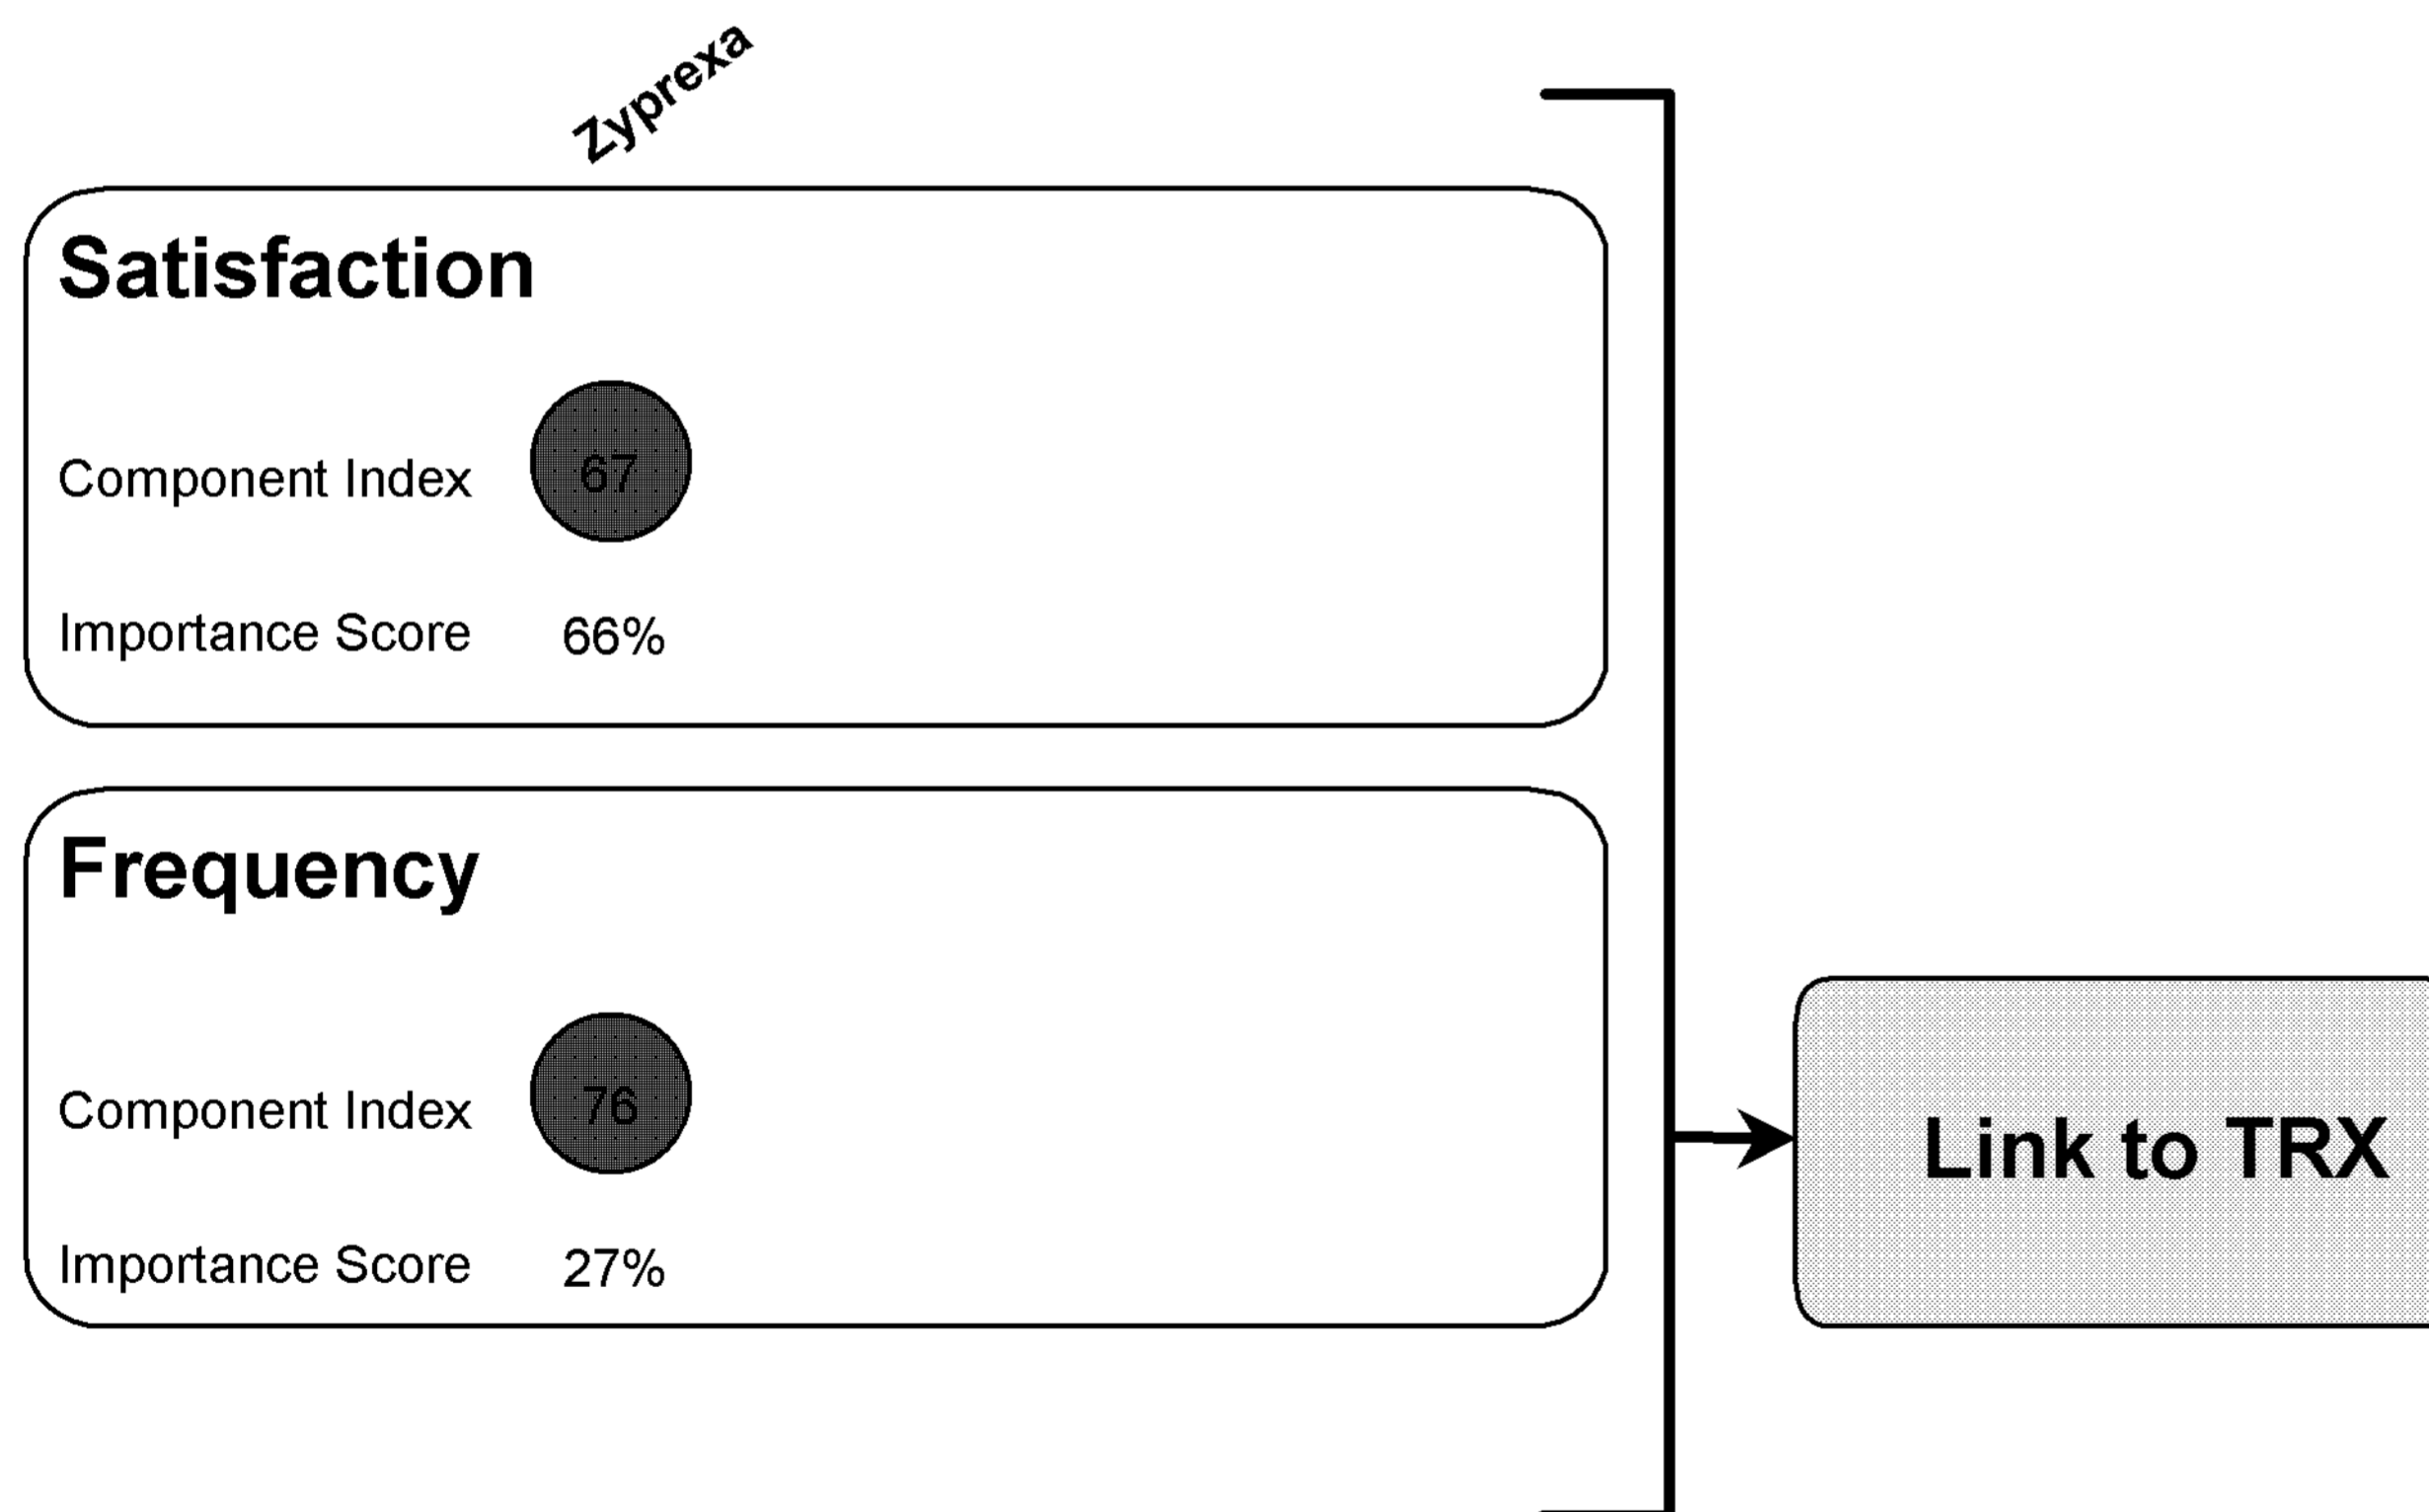 Zyprexa
Satisfaction
Component Index 67
Importance Score 66%
Frequency
Component Index 76
Importance Score 27%
Link to TRX